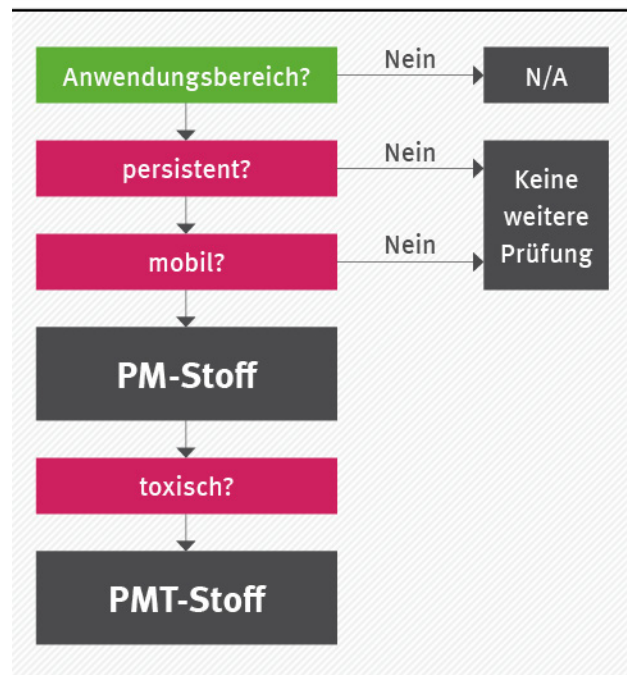 Anwendungsbereich?
Nein
N/A
persistent?
Nein
Keine
weitere
Prüfung
mobil?
Nein
PM-Stoff
toxisch?
PMT-Stoff